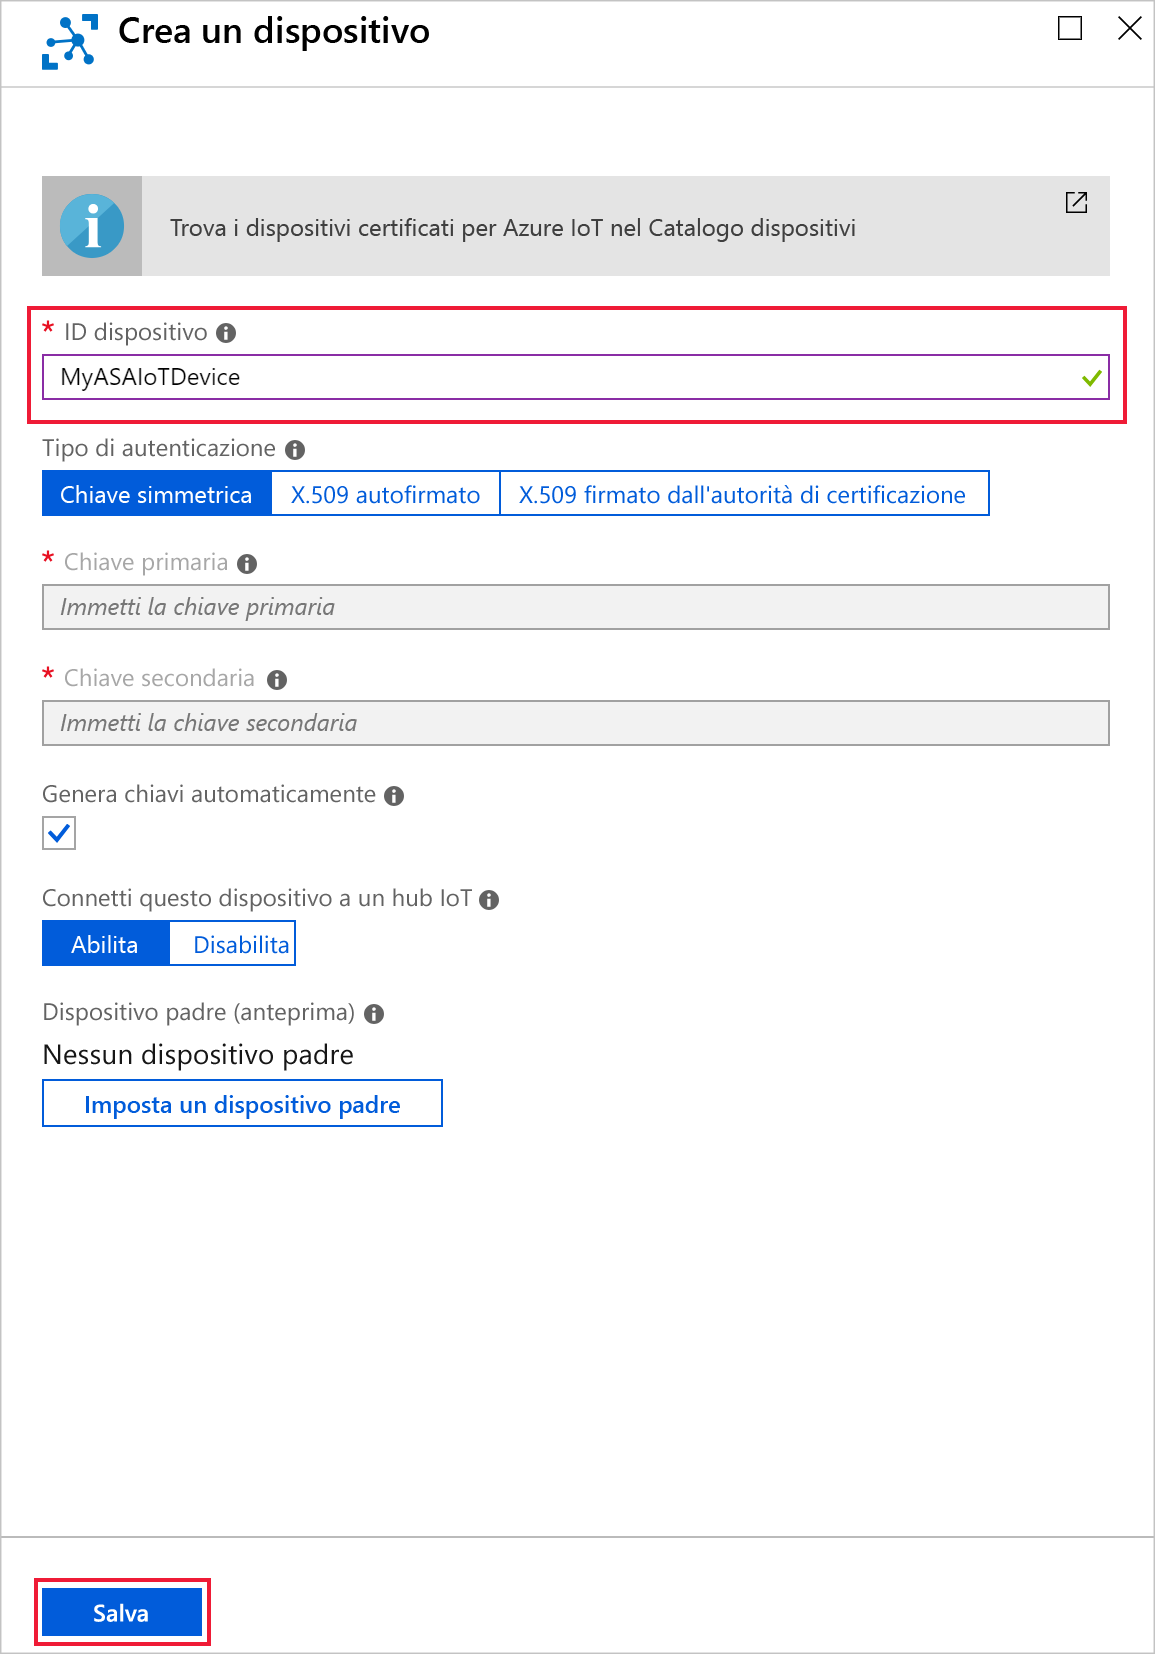 Crea un dispositivo
Trova i dispositivi certificati per Azure IoT nel Catalogo dispositivi
* ID dispositivo
MyASAIoTDevice
Tipo di autenticazione
Chiave simmetrica X.509 autofirmato X.509 firmato dall'autorità di certificazione
* Chiave primaria
Immetti la chiave primaria
* Chiave secondaria
Immetti la chiave secondaria
Genera chiavi automaticamente
Connetti questo dispositivo a un hub IoT
Abilita Disabilita
Dispositivo padre (anteprima)
Nessun dispositivo padre
Imposta un dispositivo padre
Salva